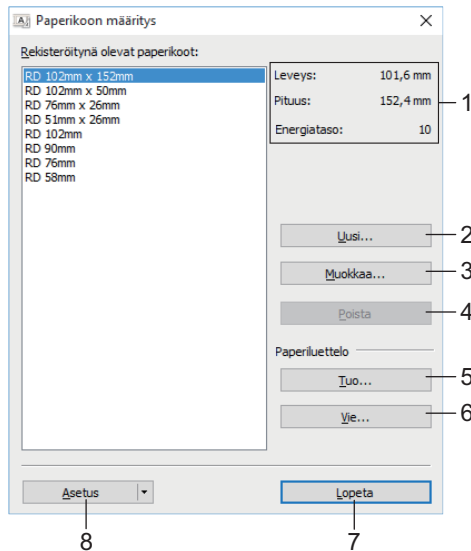 Paperikoon määritys
Rekisteröitynä olevat paperikoot:
RD 102mm x 152mm
RD 102mm x 50mm
RD 76mm x 26mm
RD 51mm x 26mm
RD 102mm
RD 90mm
RD 76mm
RD 58mm
Leveys: 101,6 mm
Pituus: 152,4 mm
Energiataso: 10
1
Uusi... 2
Muokkaa... 3
Poista 4
Paperiluettelo
Tuo... 5
Vie... 6
Asetus Lopeta
8 7